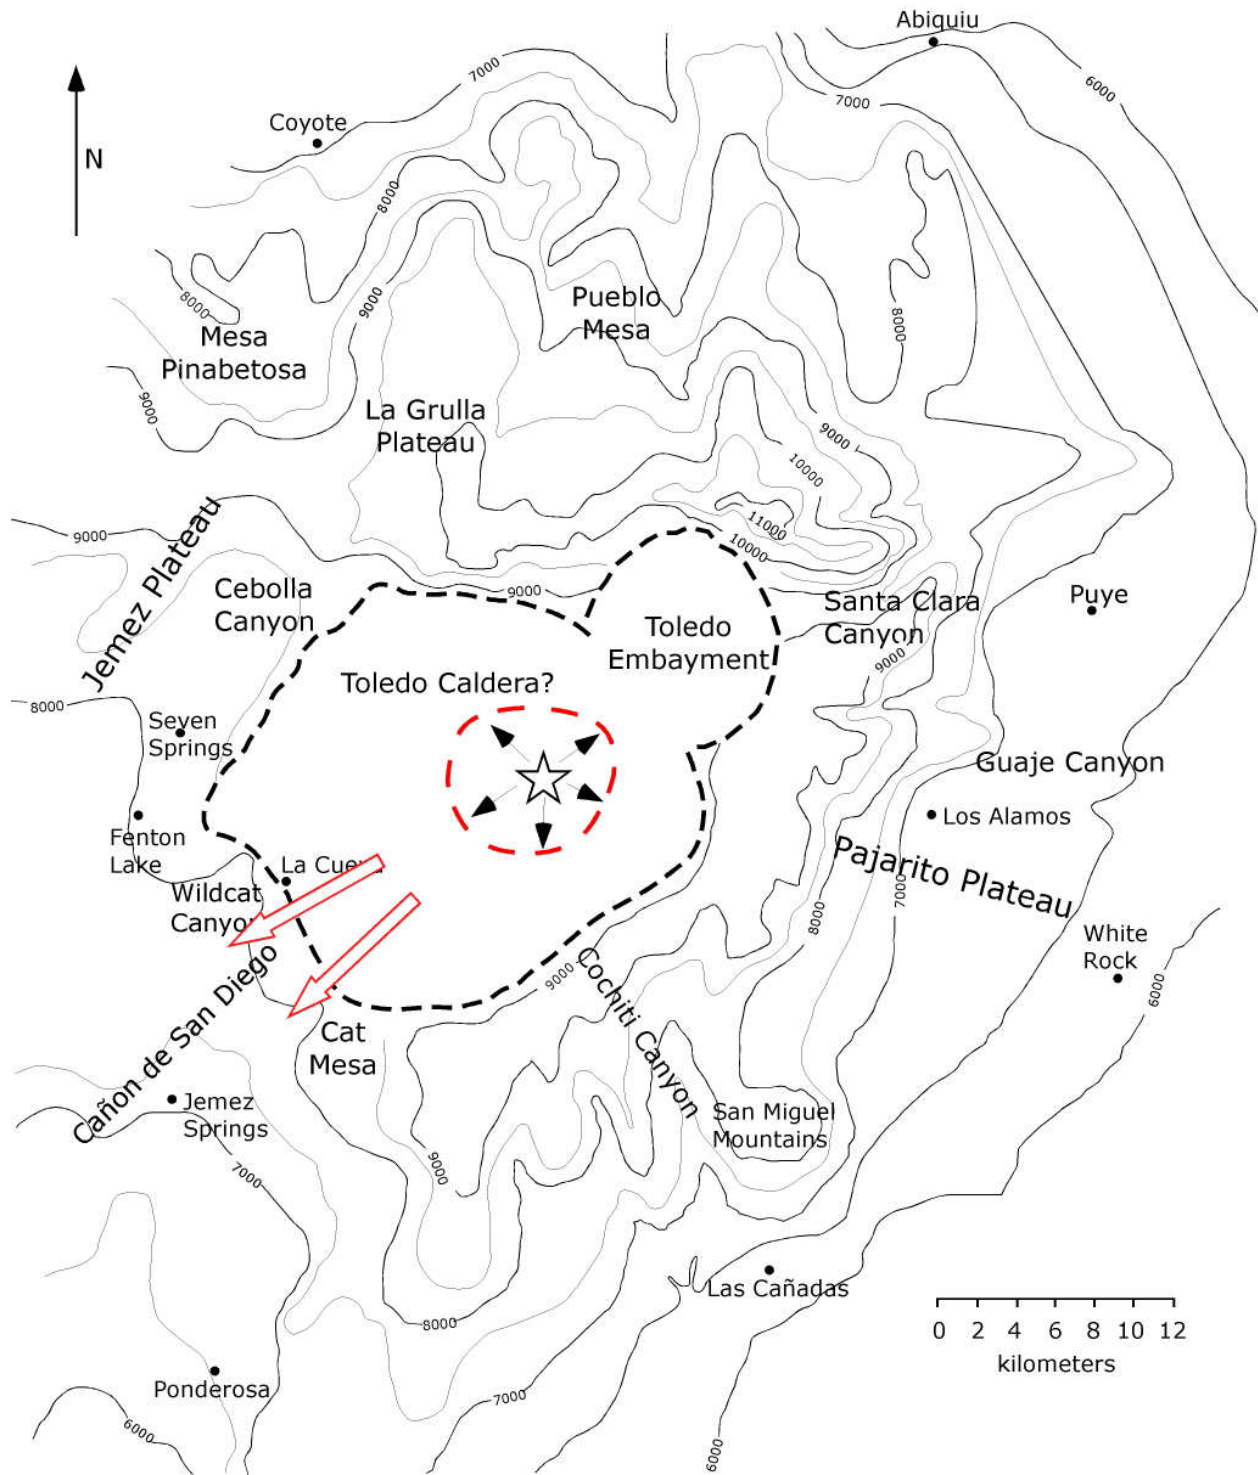 Abiquiu
7000
6000
7000
Coyote
N
8000
8000
9000
Pueblo
Mesa
8000
Mesa
Pinabetosa
9000
La Grulla
Plateau
9000
10000
11000
10000
9000
Jemez Plateau
Cebolla
Canyon
9000
Santa Clara
Canyon
Puye
Toledo
Embayment
9000
Toledo Caldera?
8000
Seven
Springs
Guaje Canyon
Los Alamos
Fenton
Lake
La Cueva
Pajarito Plateau
7000
Wildcat
Canyon
8000
White
Rock
9000
6000
Cochiti Canyon
Cañon de San Diego
Cat
Mesa
Jemez
Springs
San Miguel
Mountains
9000
7000
Las Cañadas
8000
0 2 4 6 8 10 12
kilometers
Ponderosa
7000
6000
6000